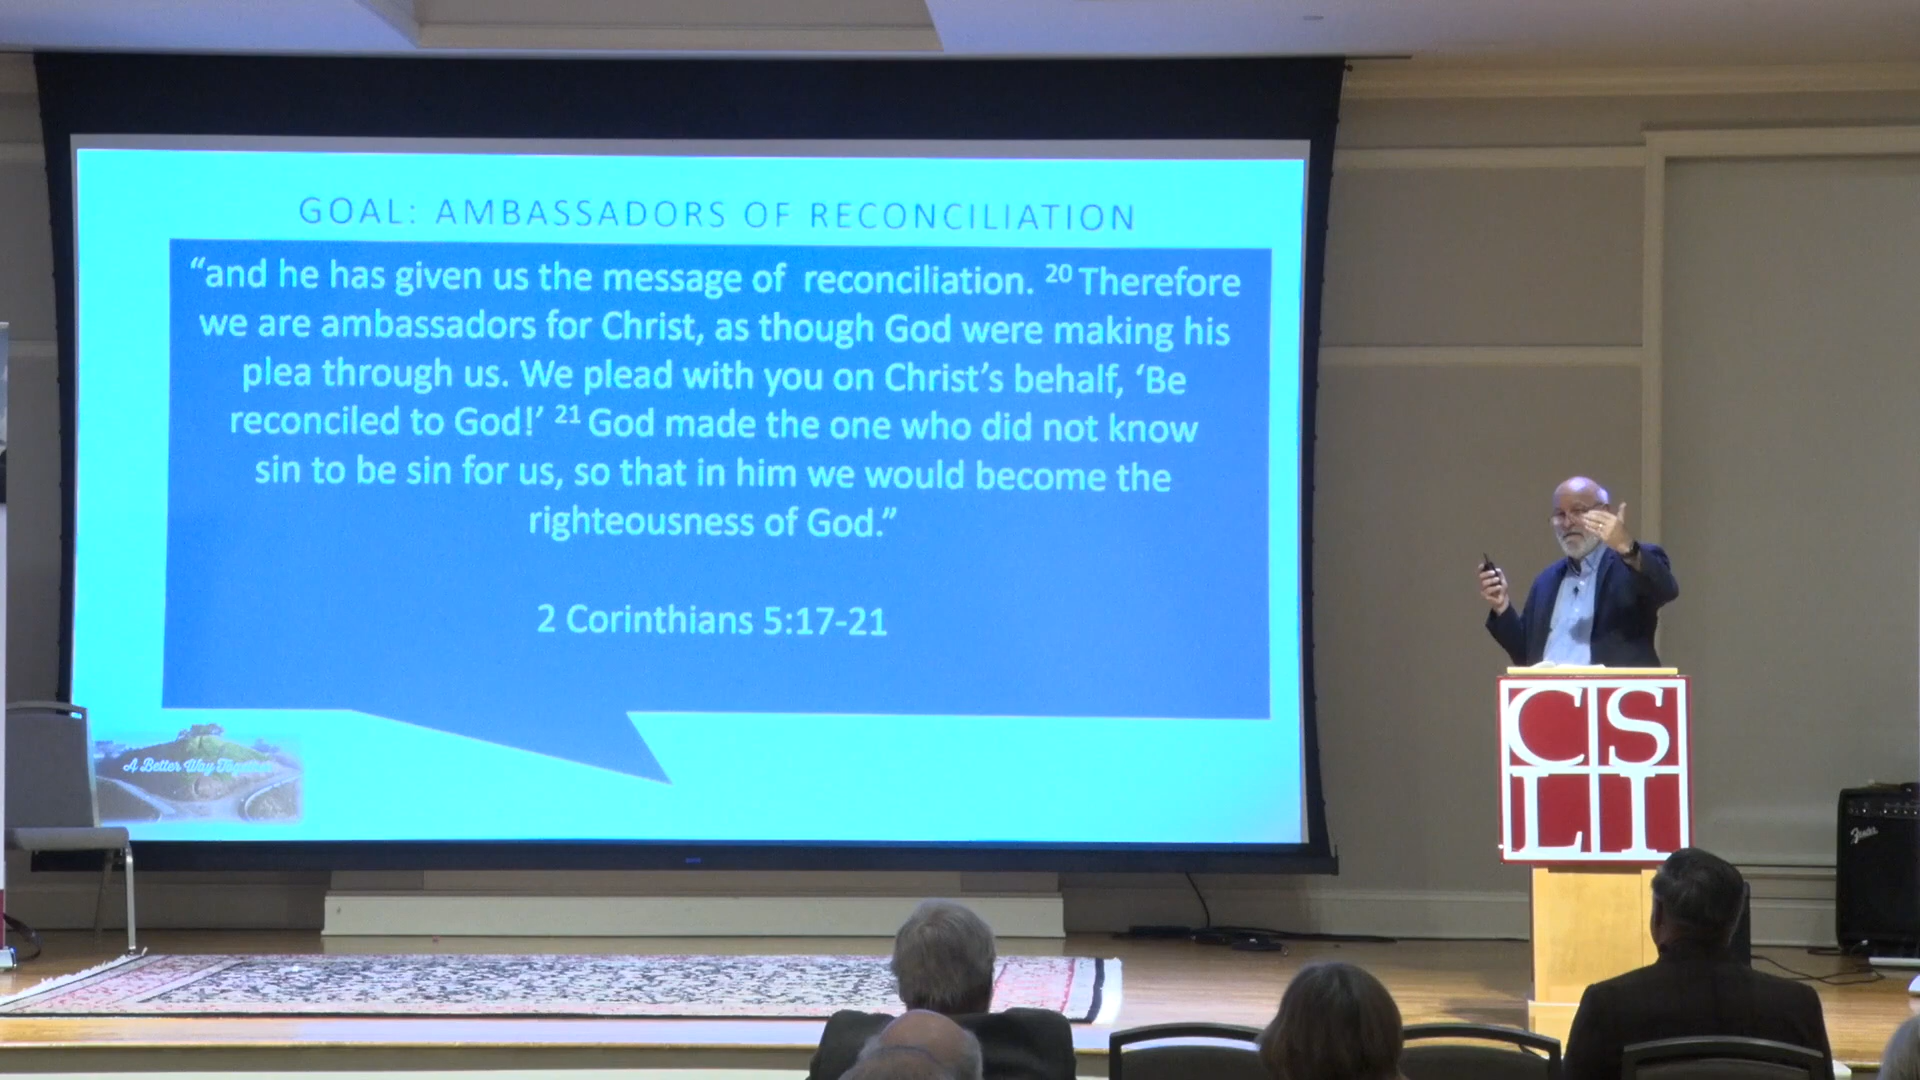 GOAL: AMBASSADORS OF RECONCILIATION
“and he has given us the message of reconciliation. 20 Therefore
we are ambassadors for Christ, as though God were making his
plea through us. We plead with you on Christ’s behalf, ‘Be
reconciled to God!’ 21 God made the one who did not know
sin to be sin for us, so that in him we would become the
righteousness of God.”
2 Corinthians 5:17-21
A Better Way Together
CS
LI
Fender